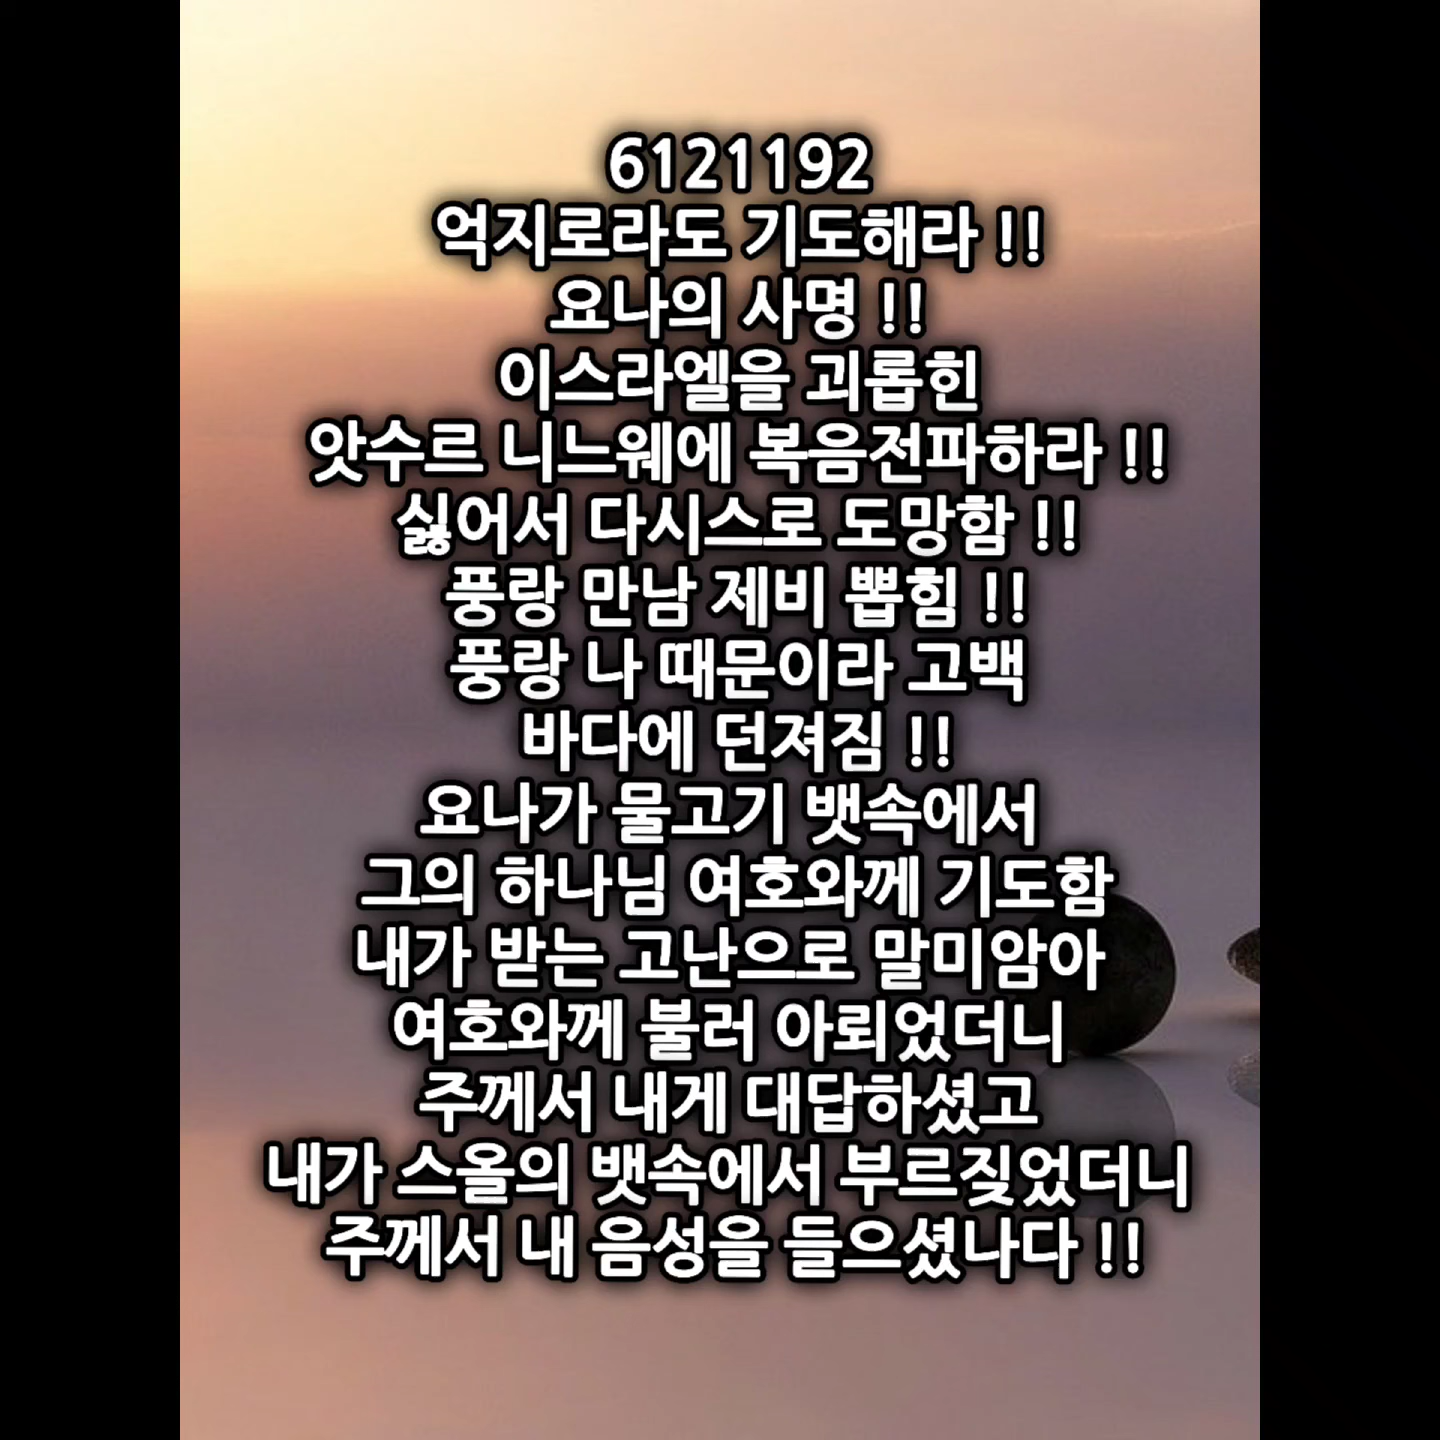 6121192
억지로라도 기도해라 !!
요나의 사명 !!
이스라엘을 괴롭힌
앗수르 니느웨에 복음전파하라 !!
싫어서 다시스로 도망함 !!
풍랑 만남 제비 뽑힘 !!
풍랑 나 때문이라 고백
바다에 던져짐 !!
요나가 물고기 뱃속에서
그의 하나님 여호와께 기도함
내가 받는 고난으로 말미암아
여호와께 불러 아뢰었더니
주께서 내게 대답하셨고
내가 스올의 뱃속에서 부르짖었더니
주께서 내 음성을 들으셨나다 !!